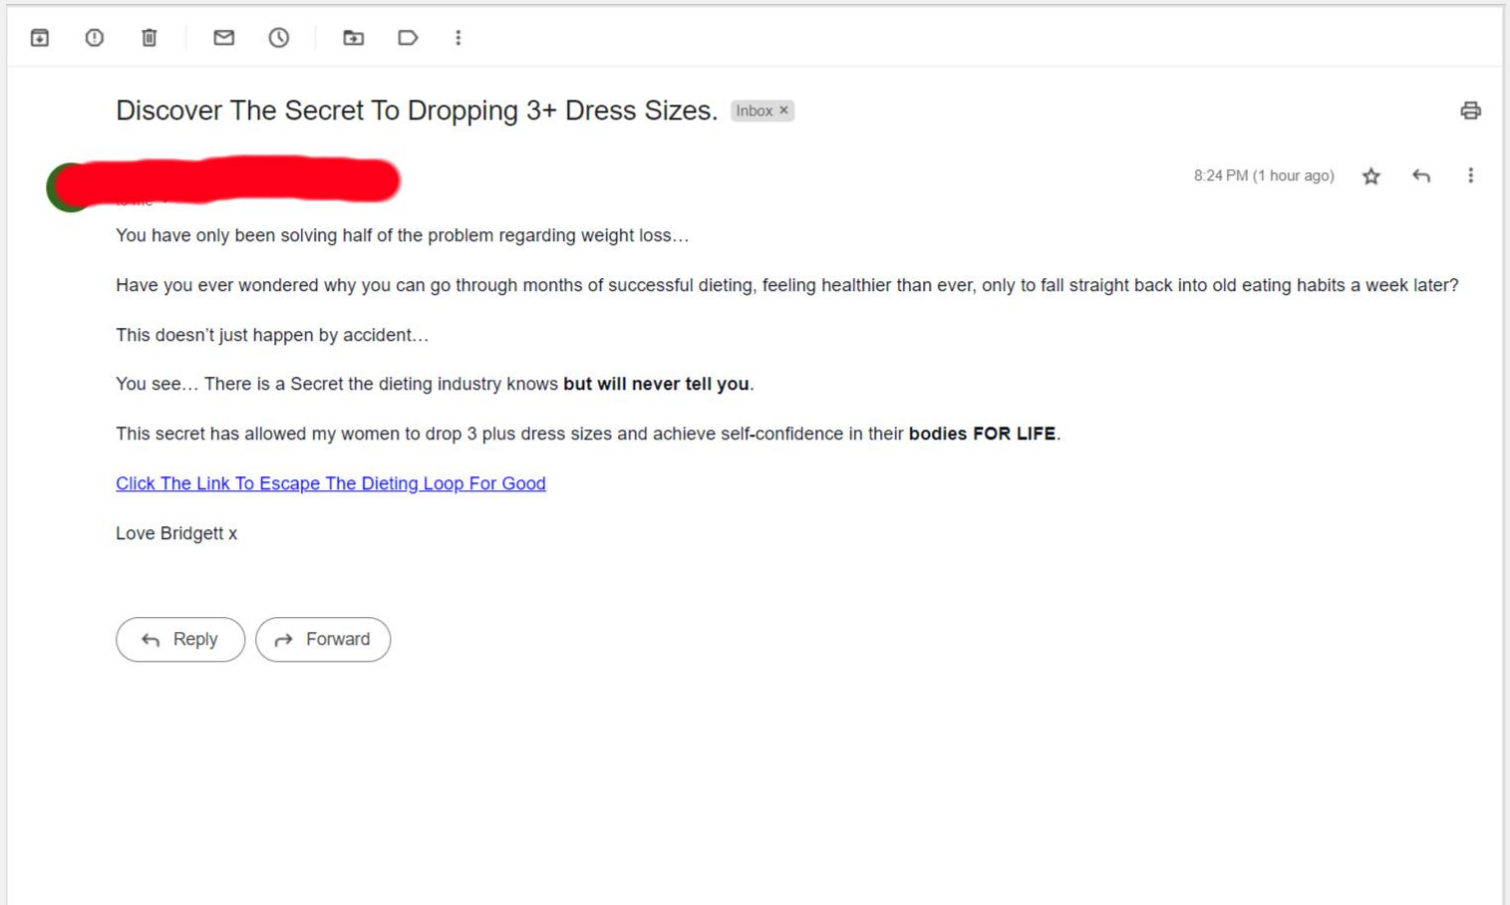 Discover The Secret To Dropping 3+ Dress Sizes. Inbox ×
8:24 PM (1 hour ago)
You have only been solving half of the problem regarding weight loss…
Have you ever wondered why you can go through months of successful dieting, feeling healthier than ever, only to fall straight back into old eating habits a week later?
This doesn’t just happen by accident…
You see… There is a Secret the dieting industry knows but will never tell you.
This secret has allowed my women to drop 3 plus dress sizes and achieve self-confidence in their bodies FOR LIFE.
Click The Link To Escape The Dieting Loop For Good
Love Bridgett x
Reply Forward